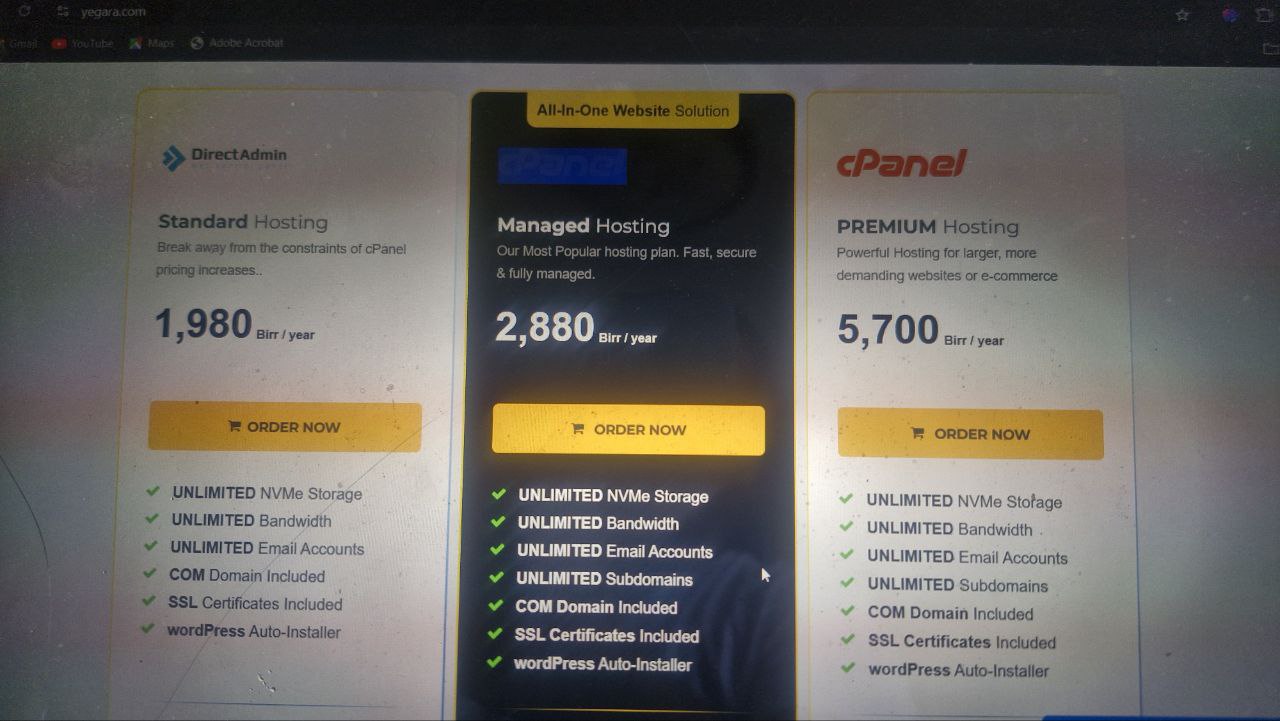 yegara.com
Gmail YouTube Maps Adobe Acrobat
DirectAdmin
Standard Hosting
Break away from the constraints of cPanel
pricing increases..
1,980 Birr / year
ORDER NOW
UNLIMITED NVMe Storage
UNLIMITED Bandwidth
UNLIMITED Email Accounts
COM Domain Included
SSL Certificates Included
wordPress Auto-Installer
All-In-One Website Solution
cPanel
Managed Hosting
Our Most Popular hosting plan. Fast, secure
& fully managed.
2,880 Birr / year
ORDER NOW
UNLIMITED NVMe Storage
UNLIMITED Bandwidth
UNLIMITED Email Accounts
UNLIMITED Subdomains
COM Domain Included
SSL Certificates Included
wordPress Auto-Installer
cPanel
PREMIUM Hosting
Powerful Hosting for larger, more
demanding websites or e-commerce
5,700 Birr / year
ORDER NOW
UNLIMITED NVMe Storage
UNLIMITED Bandwidth
UNLIMITED Email Accounts
UNLIMITED Subdomains
COM Domain Included
SSL Certificates Included
wordPress Auto-Installer